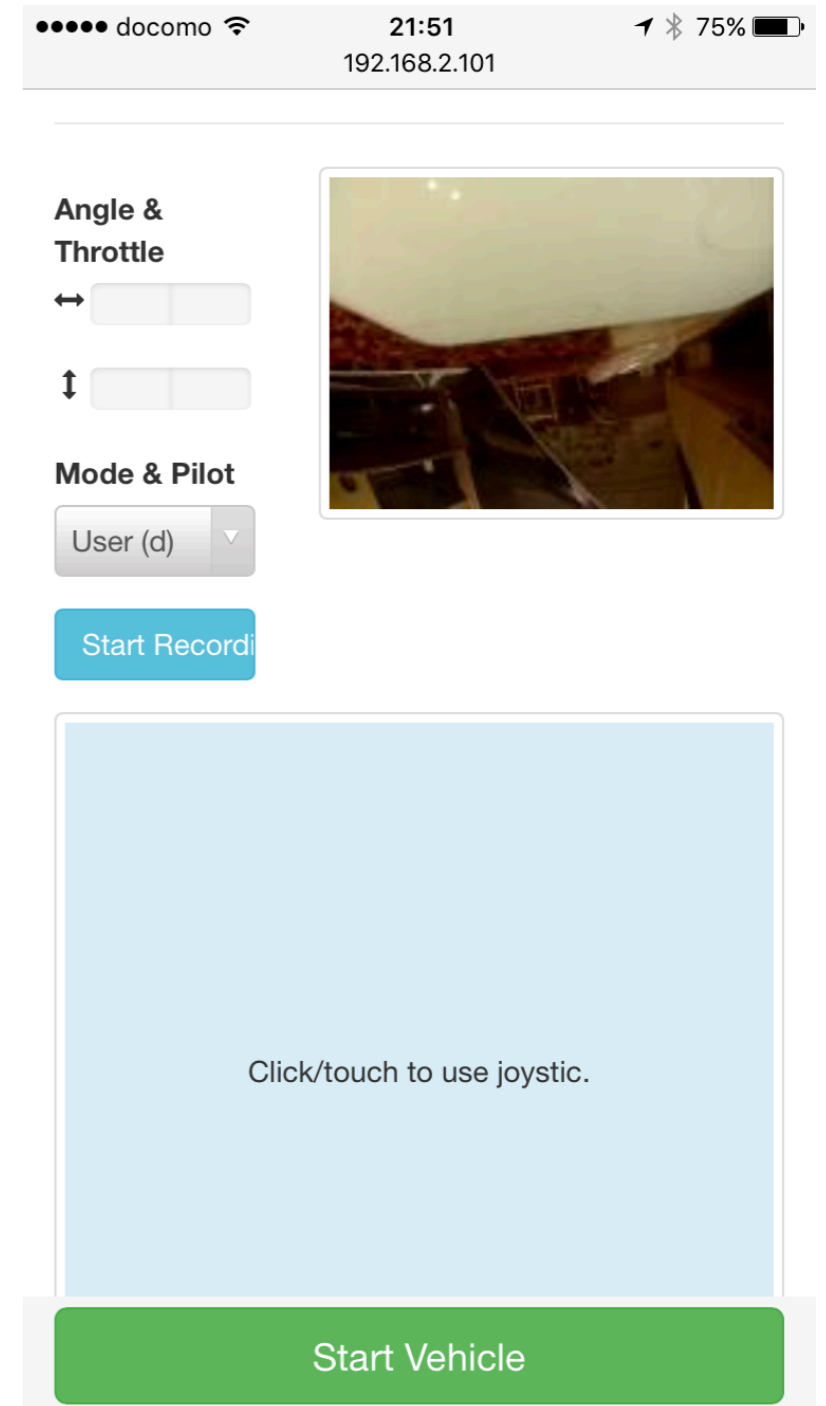 docomo 21:51 75%
192.168.2.101
Angle &
Throttle
Mode & Pilot
User (d)
Start Recordi
Click/touch to use joystic.
Start Vehicle